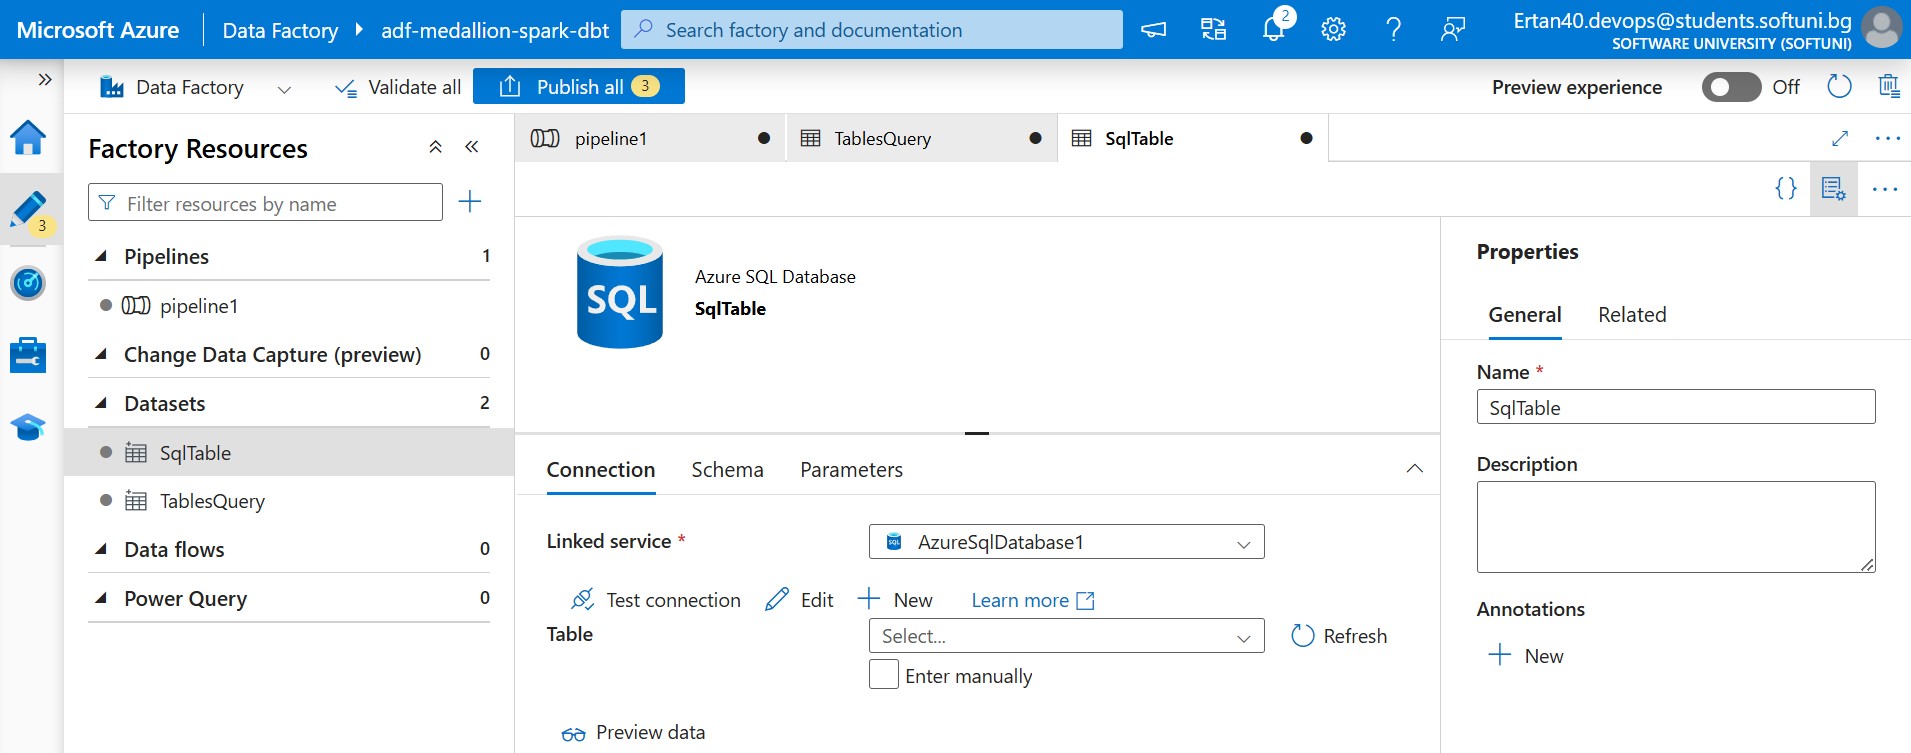 Microsoft Azure
Data Factory
adf-medallion-spark-dbt
Search factory and documentation
2
Ertan40.devops@students.softuni.bg
SOFTWARE UNIVERSITY (SOFTUNI)
Data Factory
Validate all
Publish all 3
Preview experience
Off
3
Factory Resources
Filter resources by name
Pipelines 1
pipeline1
Change Data Capture (preview) 0
Datasets 2
SqlTable
TablesQuery
Data flows 0
Power Query 0
pipeline1
TablesQuery
SqlTable
SQL
Azure SQL Database
SqlTable
Connection
Schema
Parameters
Linked service *
SQL AzureSqlDatabase1
Test connection
Edit
New
Learn more
Table
Select...
Refresh
Enter manually
Preview data
Properties
General
Related
Name *
SqlTable
Description
Annotations
New